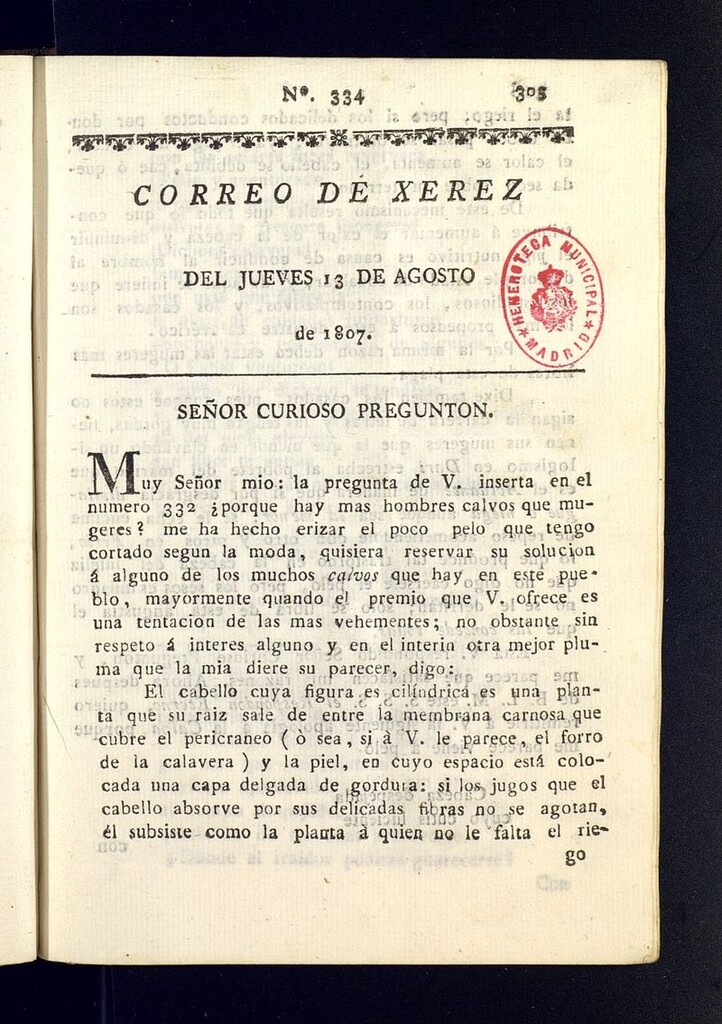 Nº. 334 305
CORREO DE XEREZ
DEL JUEVES 13 DE AGOSTO
de 1807.
HEMEROTECA MUNICIPAL
★ MADRID ★
SEÑOR CURIOSO PREGUNTON.
Muy Señor mio: la pregunta de V. inserta en el
numero 332 ¿porque hay mas hombres calvos que mu-
geres? me ha hecho erizar el poco pelo que tengo
cortado segun la moda, quisiera reservar su solucion
á alguno de los muchos calvos que hay en este pue-
blo, mayormente quando el premio que V. ofrece es
una tentacion de las mas vehementes; no obstante sin
respeto á interes alguno y en el interin otra mejor plu-
ma que la mia diere su parecer, digo:
El cabello cuya figura es cilíndrica es una plan-
ta que su raiz sale de entre la membrana carnosa que
cubre el pericraneo ( ò sea, si à V. le parece, el forro
de la calavera ) y la piel, en cuyo espacio está colo-
cada una capa delgada de gordura: si los jugos que el
cabello absorve por sus delicadas fibras no se agotan,
él subsiste como la planta à quien no le falta el rie-
go